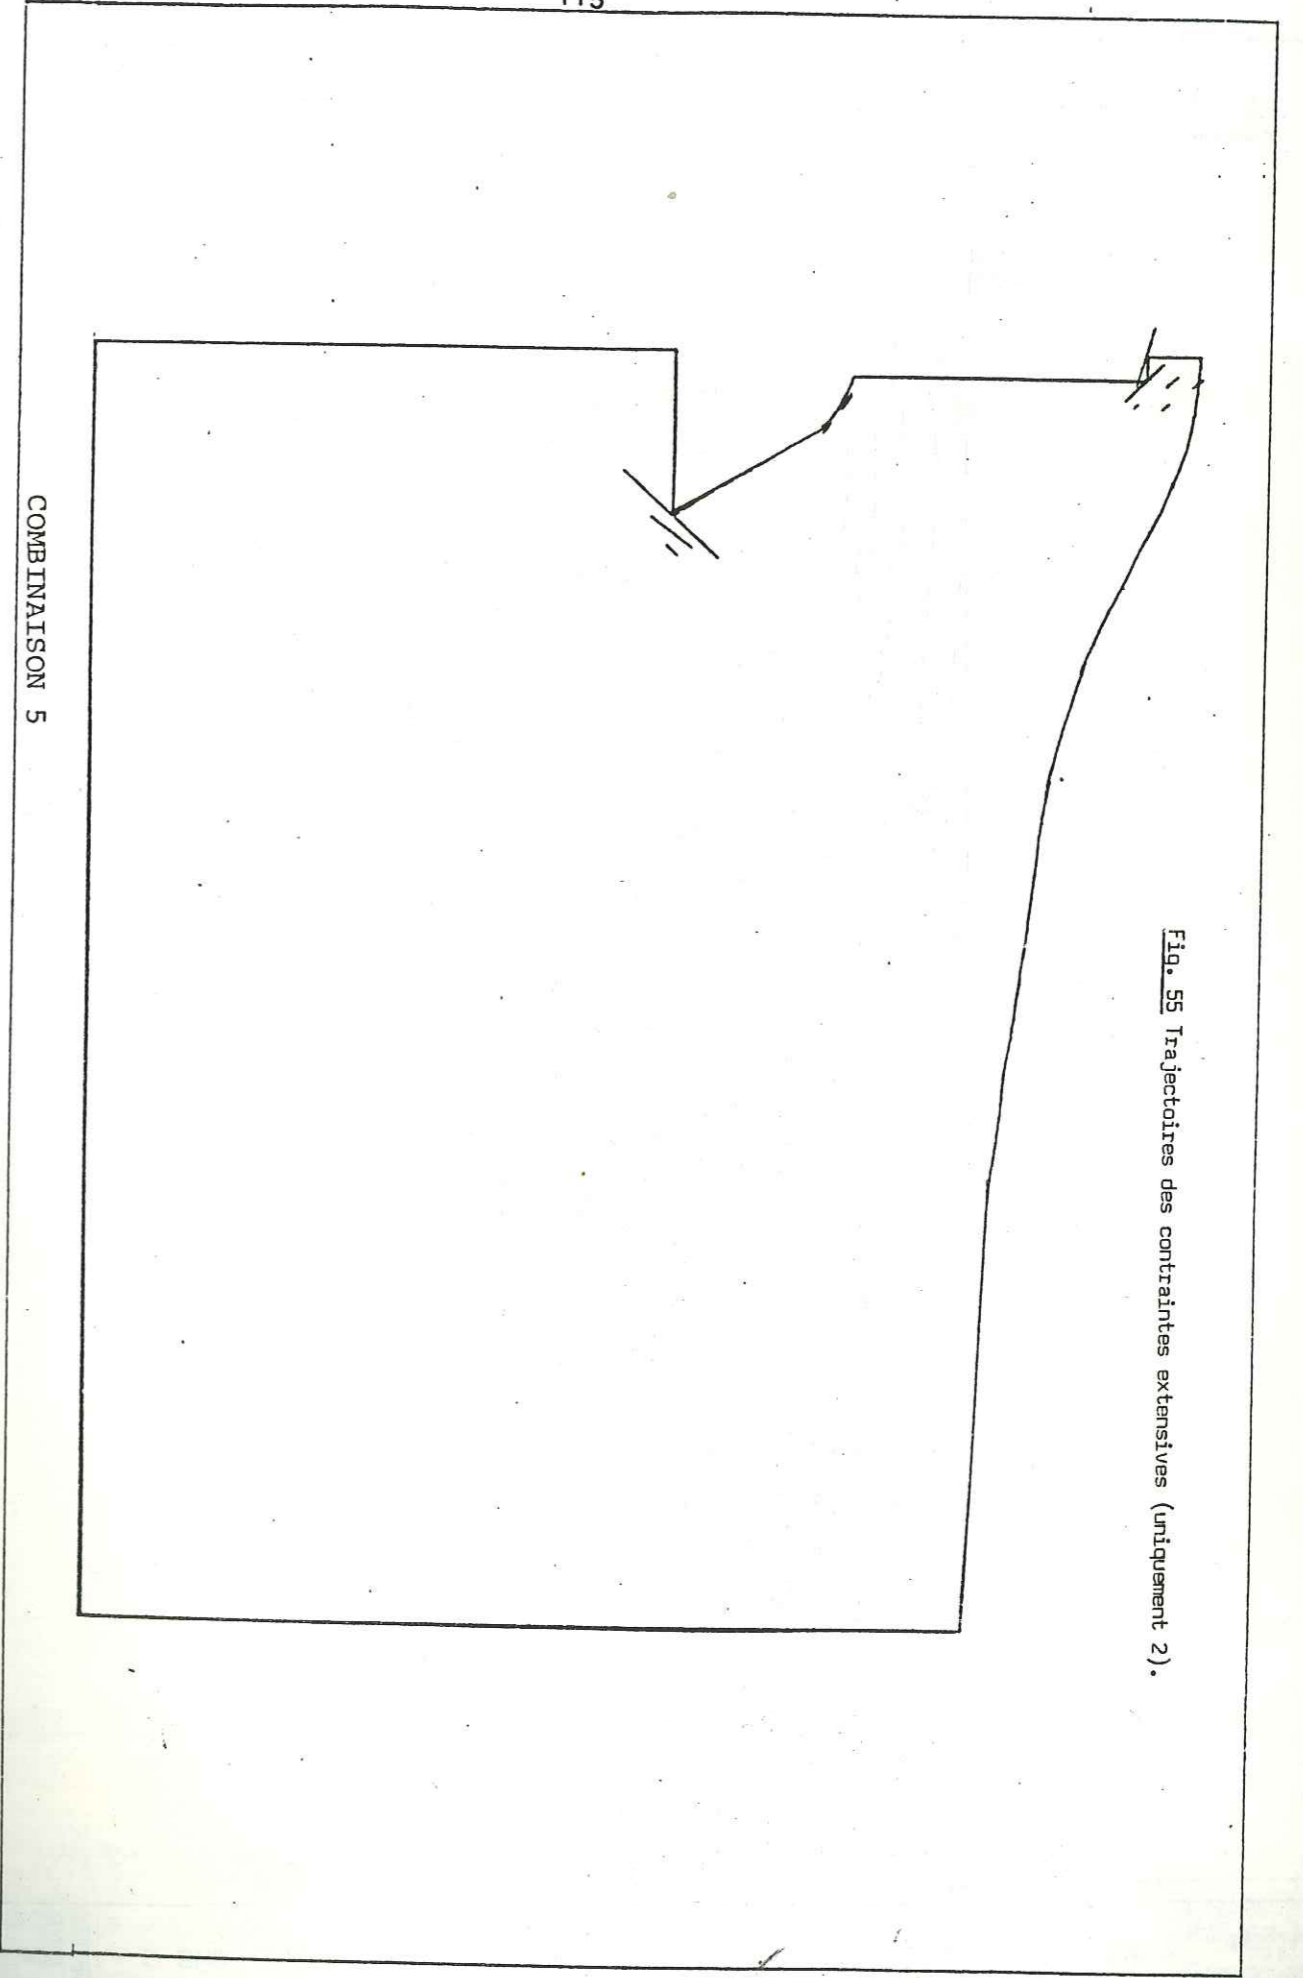 Fig. 55 Trajectoires des contraintes extensives (uniquement 2).
COMBINAISON 5